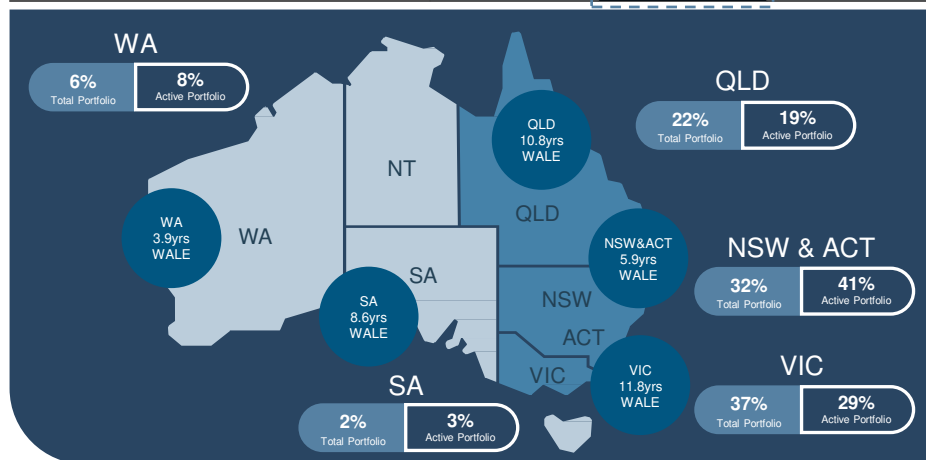 WA
6%
Total Portfolio
8%
Active Portfolio
QLD
22%
Total Portfolio
19%
Active Portfolio
QLD
10.8yrs
WALE
NT
QLD
WA
3.9yrs
WALE
WA
NSW&ACT
5.9yrs
WALE
NSW & ACT
32%
Total Portfolio
41%
Active Portfolio
SA
SA
8.6yrs
WALE
NSW
ACT
VIC
VIC
11.8yrs
WALE
VIC
37%
Total Portfolio
29%
Active Portfolio
SA
2%
Total Portfolio
3%
Active Portfolio